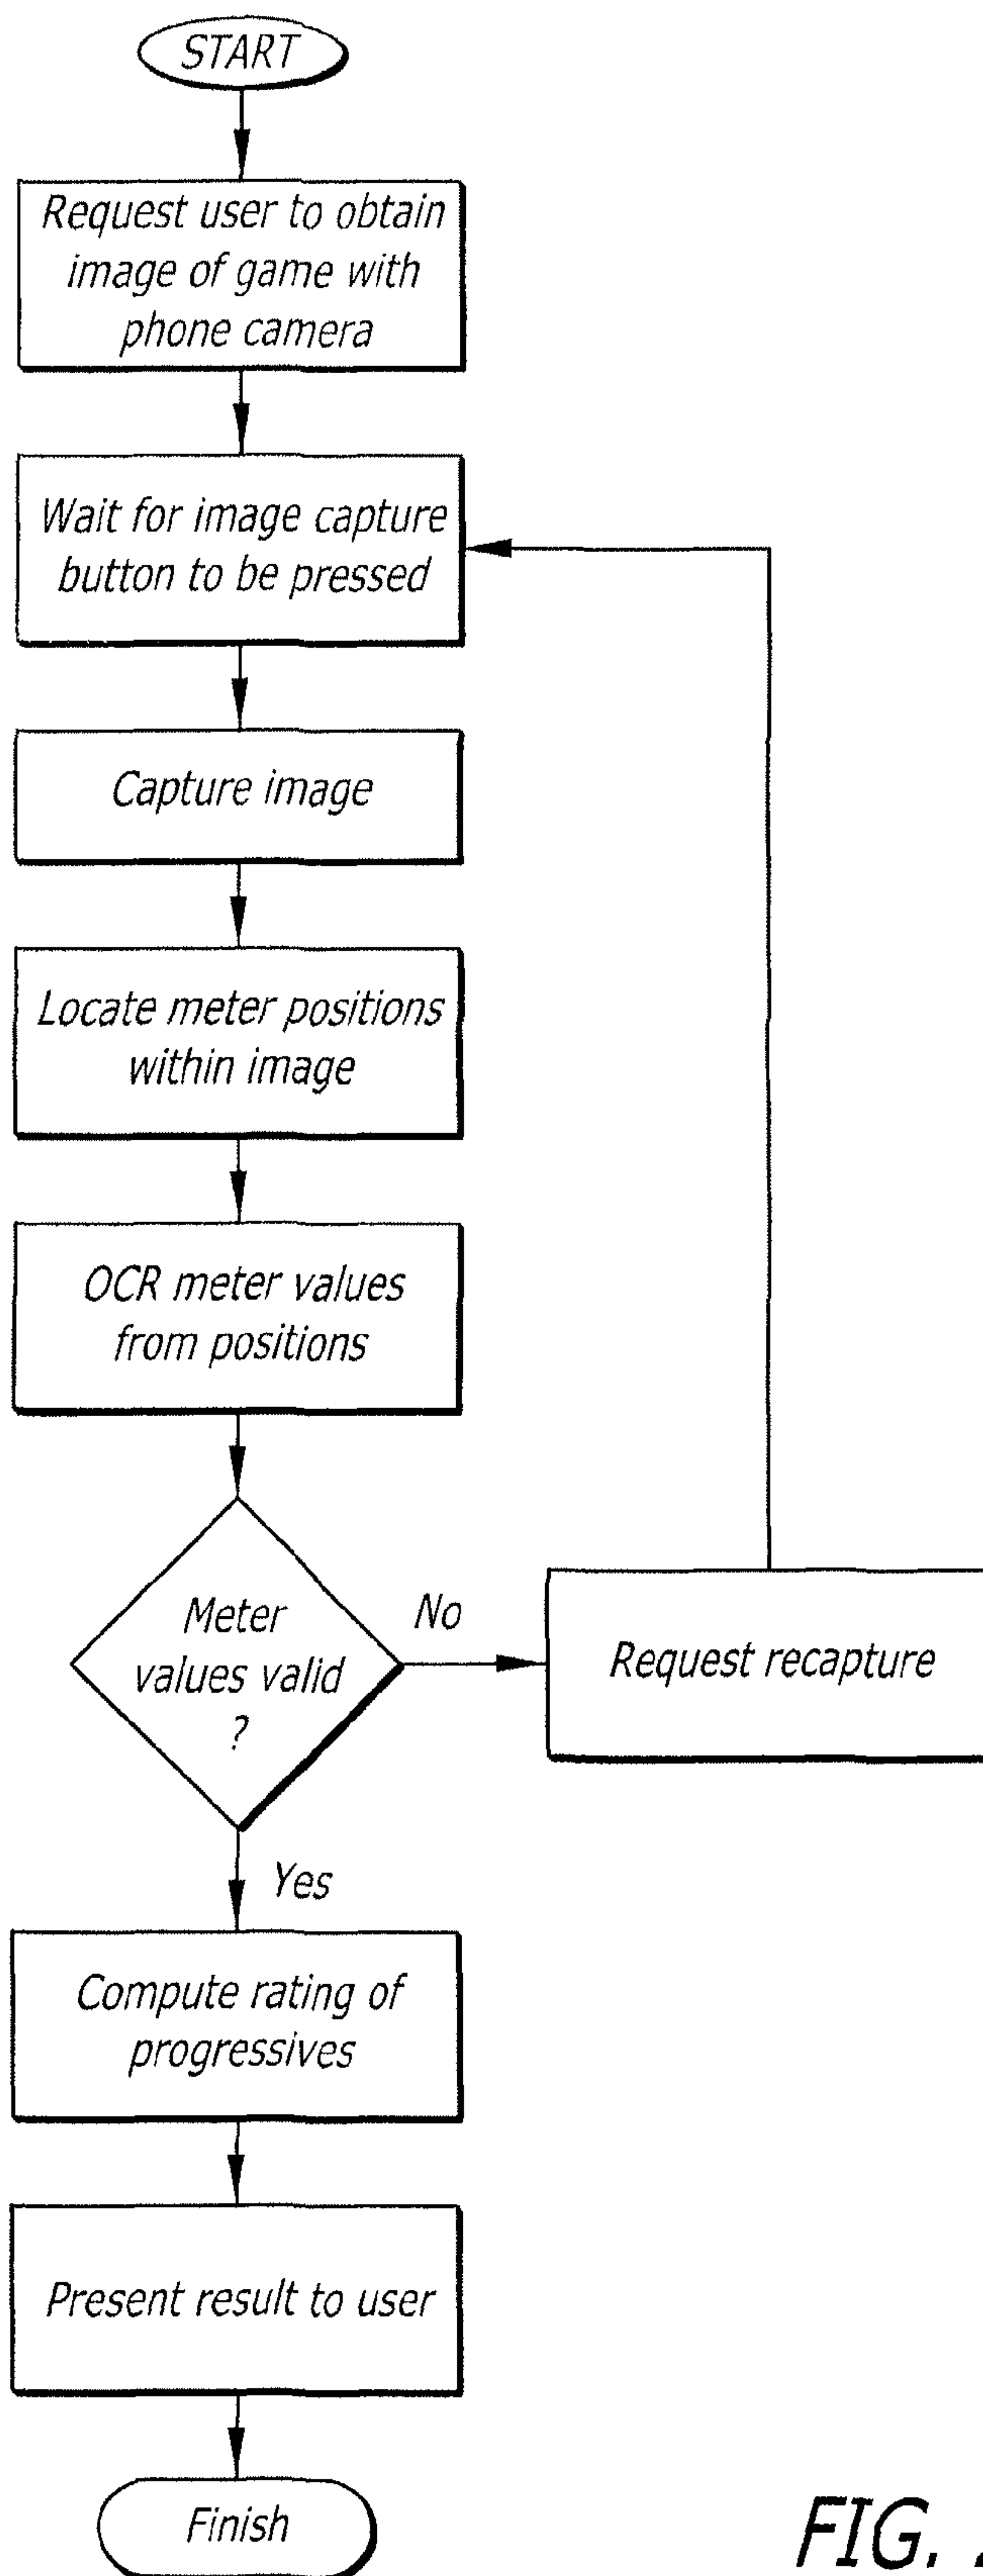 START
Request user to obtain
image of game with
phone camera
Wait for image capture
button to be pressed
Capture image
Locate meter positions
within image
OCR meter values
from positions
Meter
values valid
?
No
Request recapture
Yes
Compute rating of
progressives
Present result to user
Finish
FIG.